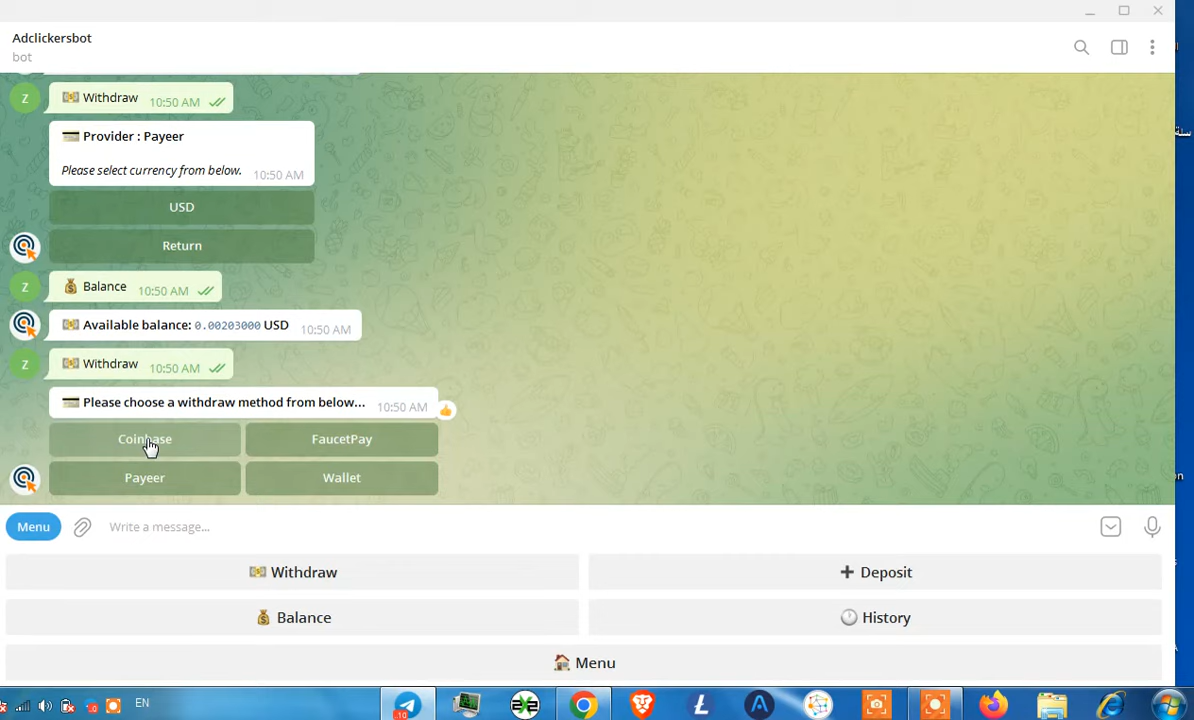 Adclickersbot
bot
Withdraw 10:50 AM
Provider : Payeer
Please select currency from below. 10:50 AM
USD
Return
Z Balance 10:50 AM
Available balance: 0.00203000 USD 10:50 AM
Z Withdraw 10:50 AM
Please choose a withdraw method from below... 10:50 AM
Coinbase FaucetPay
Payeer Wallet
Menu Write a message...
Withdraw + Deposit
Balance History
Menu
EN